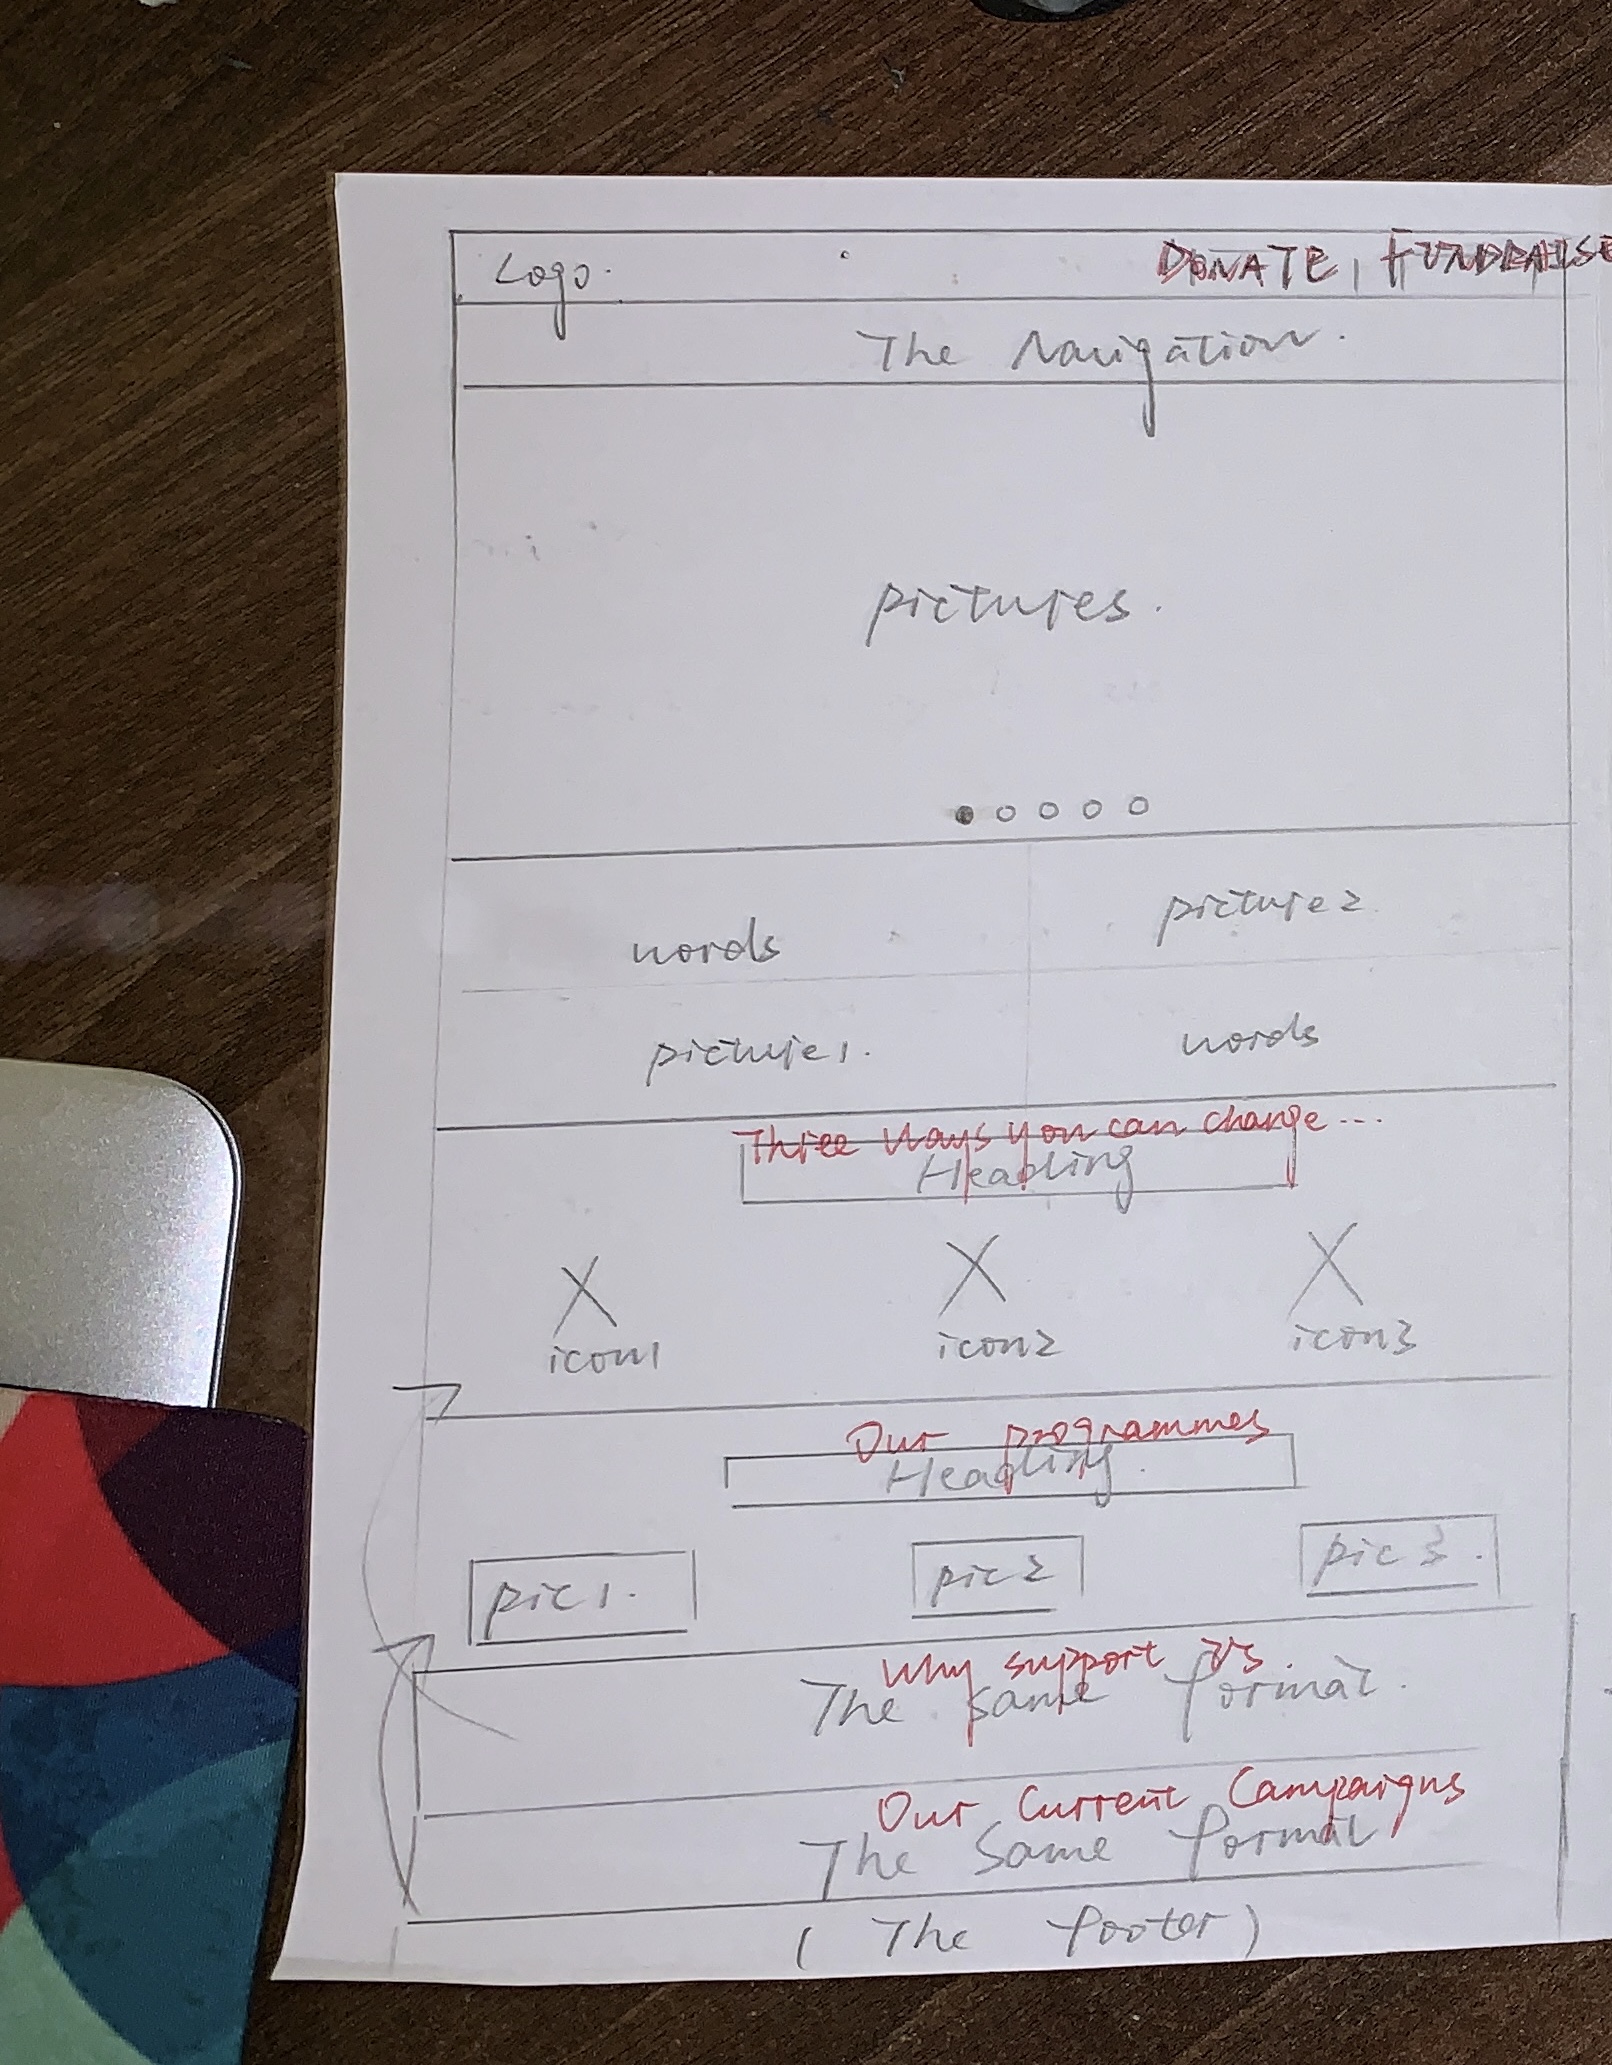 Logo.
DONATE, FUNDRAISE
The Navigation.
pictures.
words
picture2
picture1.
words
Three Ways you can change...
Heading
X X X
icon1 icon2 icon3
Our programmes
Heading.
pic1. pic2 pic3.
Why support us
The same format.
Our Current Campaigns
The Same format
(The footer)